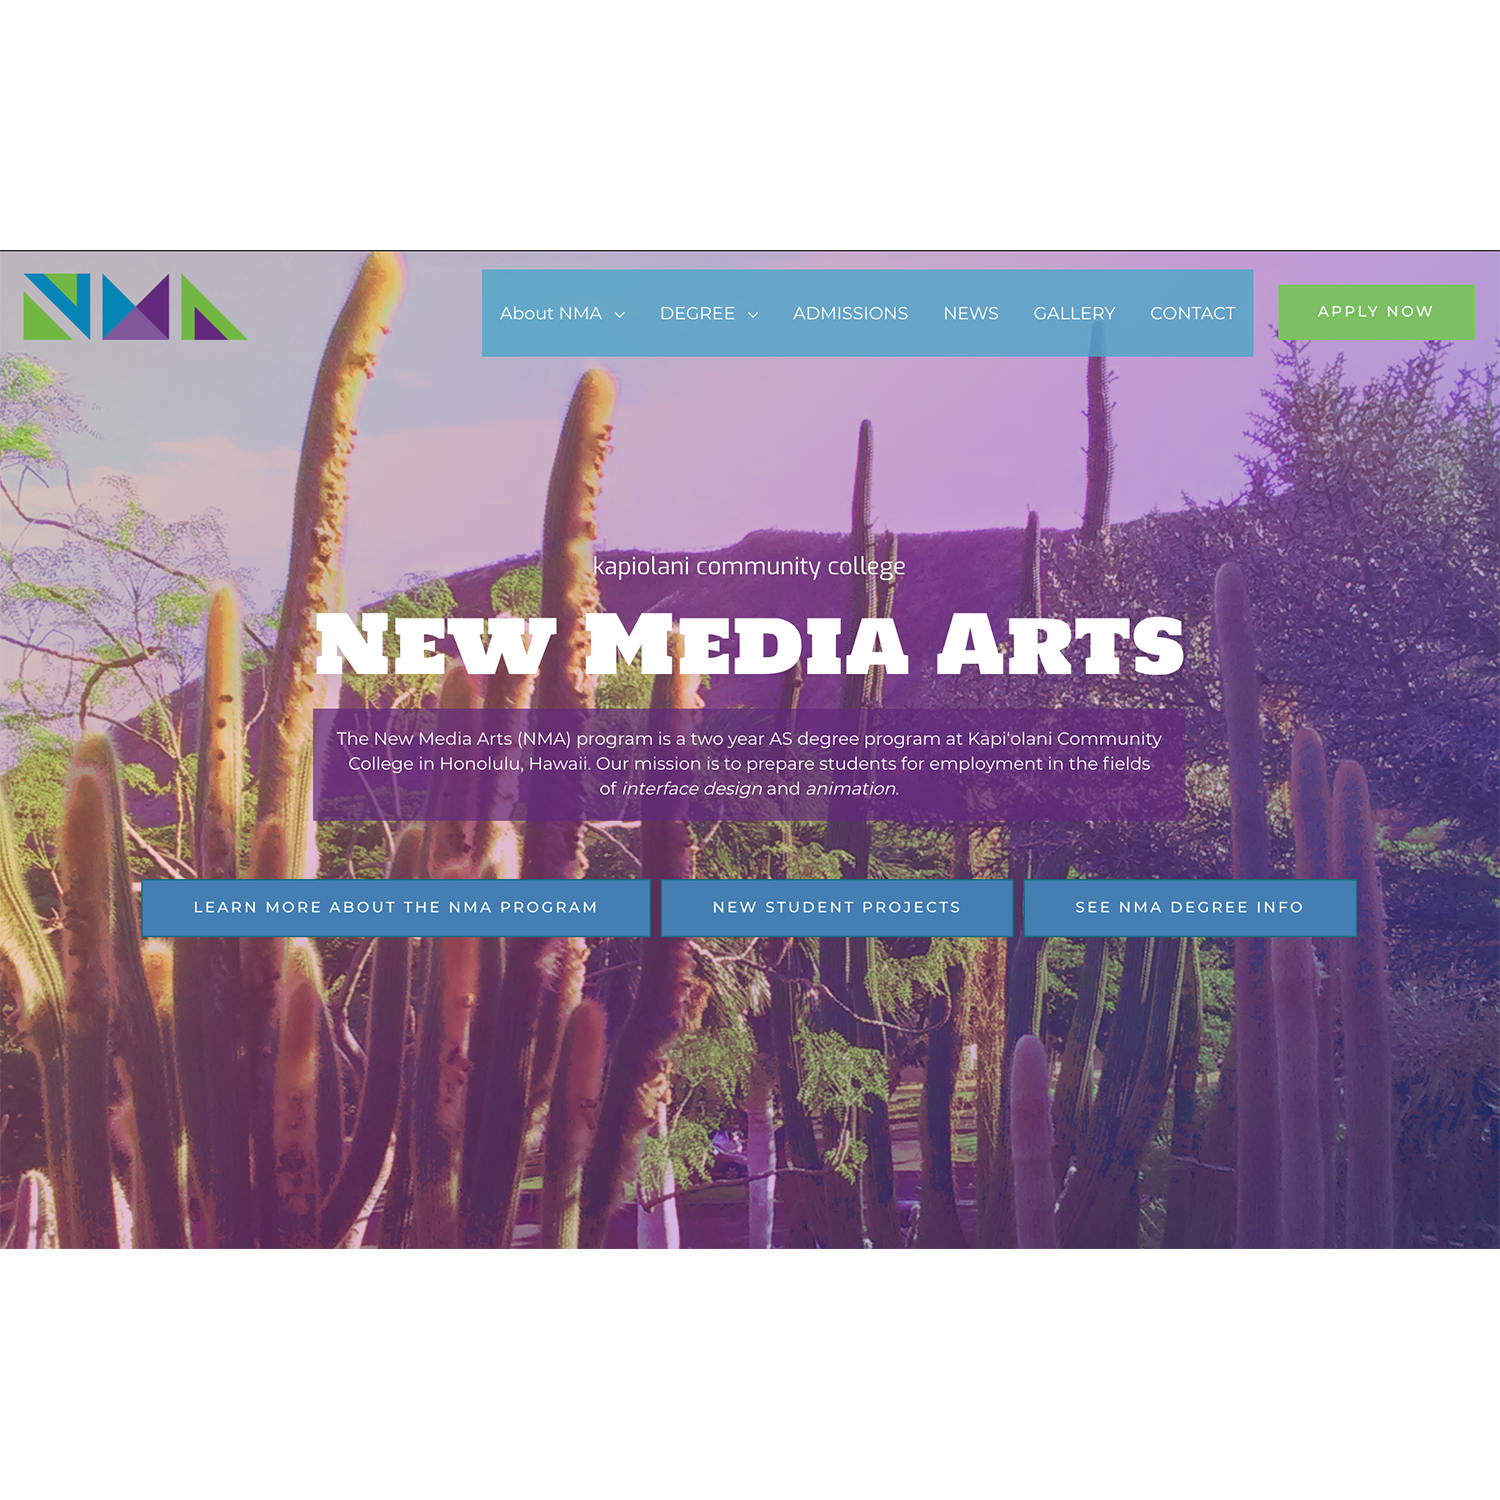 NMA
About NMA
DEGREE
ADMISSIONS
NEWS
GALLERY
CONTACT
APPLY NOW
kapiolani community college
New Media Arts
The New Media Arts (NMA) program is a two year AS degree program at Kapiʻolani Community
College in Honolulu, Hawaii. Our mission is to prepare students for employment in the fields
of interface design and animation.
LEARN MORE ABOUT THE NMA PROGRAM
NEW STUDENT PROJECTS
SEE NMA DEGREE INFO